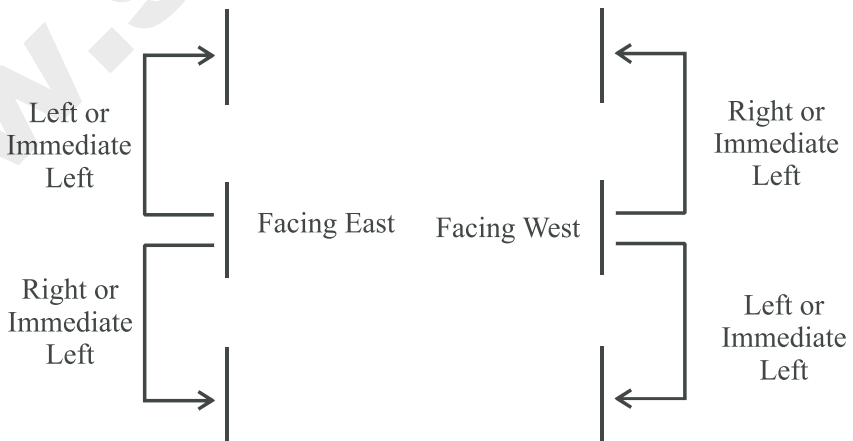 Left or
Immediate
Left
Facing East
Right or
Immediate
Left
Facing West
Right or
Immediate
Left
Left or
Immediate
Left